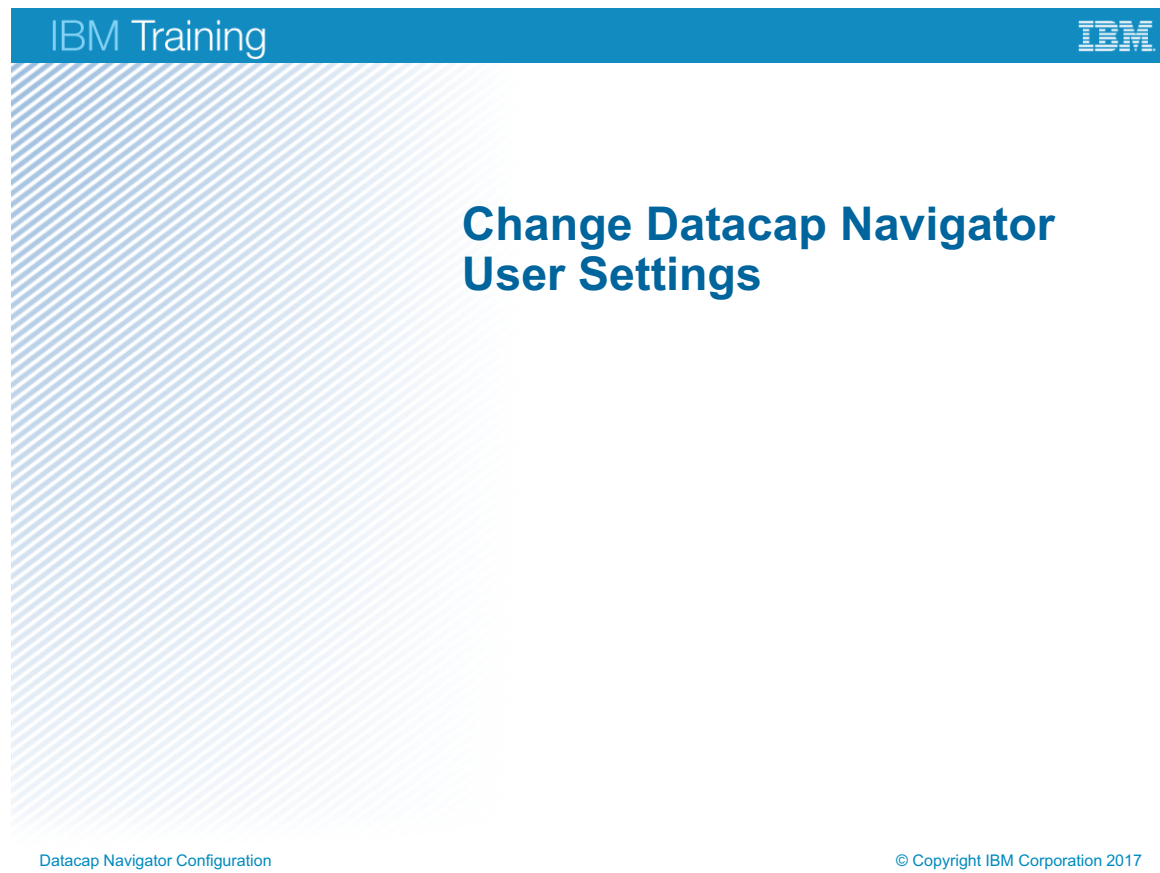 IBM Training
IBM
Change Datacap Navigator
User Settings
Datacap Navigator Configuration
© Copyright IBM Corporation 2017